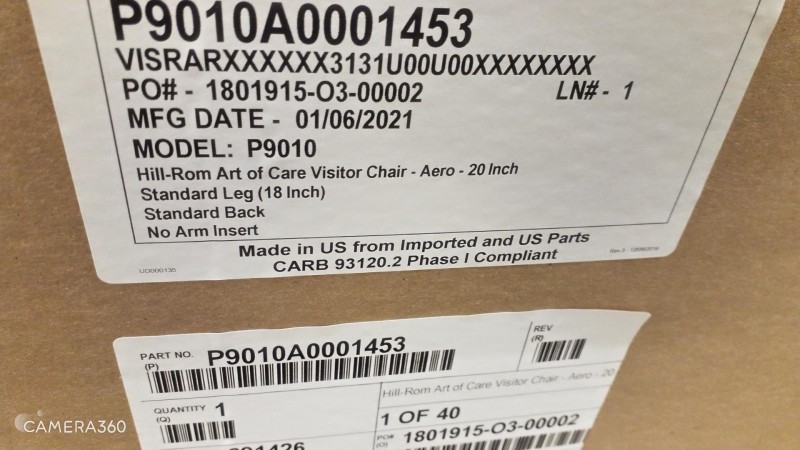 P9010A0001453
VISRARXXXXXX3131U00U00XXXXXXXX
PO# - 1801915-O3-00002 LN# - 1
MFG DATE - 01/06/2021
MODEL: P9010
Hill-Rom Art of Care Visitor Chair - Aero - 20 Inch
Standard Leg (18 Inch)
Standard Back
No Arm Insert
Made in US from Imported and US Parts
CARB 93120.2 Phase I Compliant
PART NO. P9010A0001453
(P)
REV
(R)
QUANTITY 1
(Q)
Hill-Rom Art of Care Visitor Chair - Aero - 20
1 OF 40
PO# 1801915-O3-00002
(O)
CAMERA360